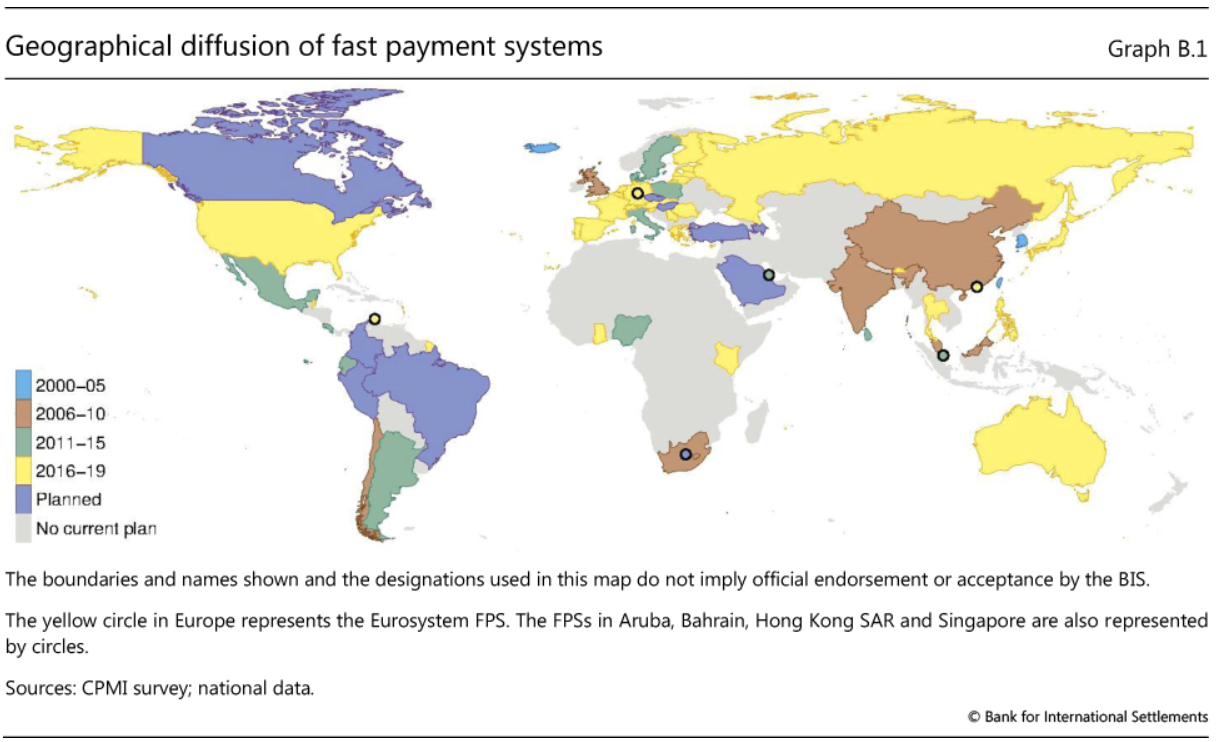 Geographical diffusion of fast payment systems
Graph B.1
2000–05
2006–10
2011–15
2016–19
Planned
No current plan
The boundaries and names shown and the designations used in this map do not imply official endorsement or acceptance by the BIS.
The yellow circle in Europe represents the Eurosystem FPS. The FPSs in Aruba, Bahrain, Hong Kong SAR and Singapore are also represented
by circles.
Sources: CPMI survey; national data.
© Bank for International Settlements